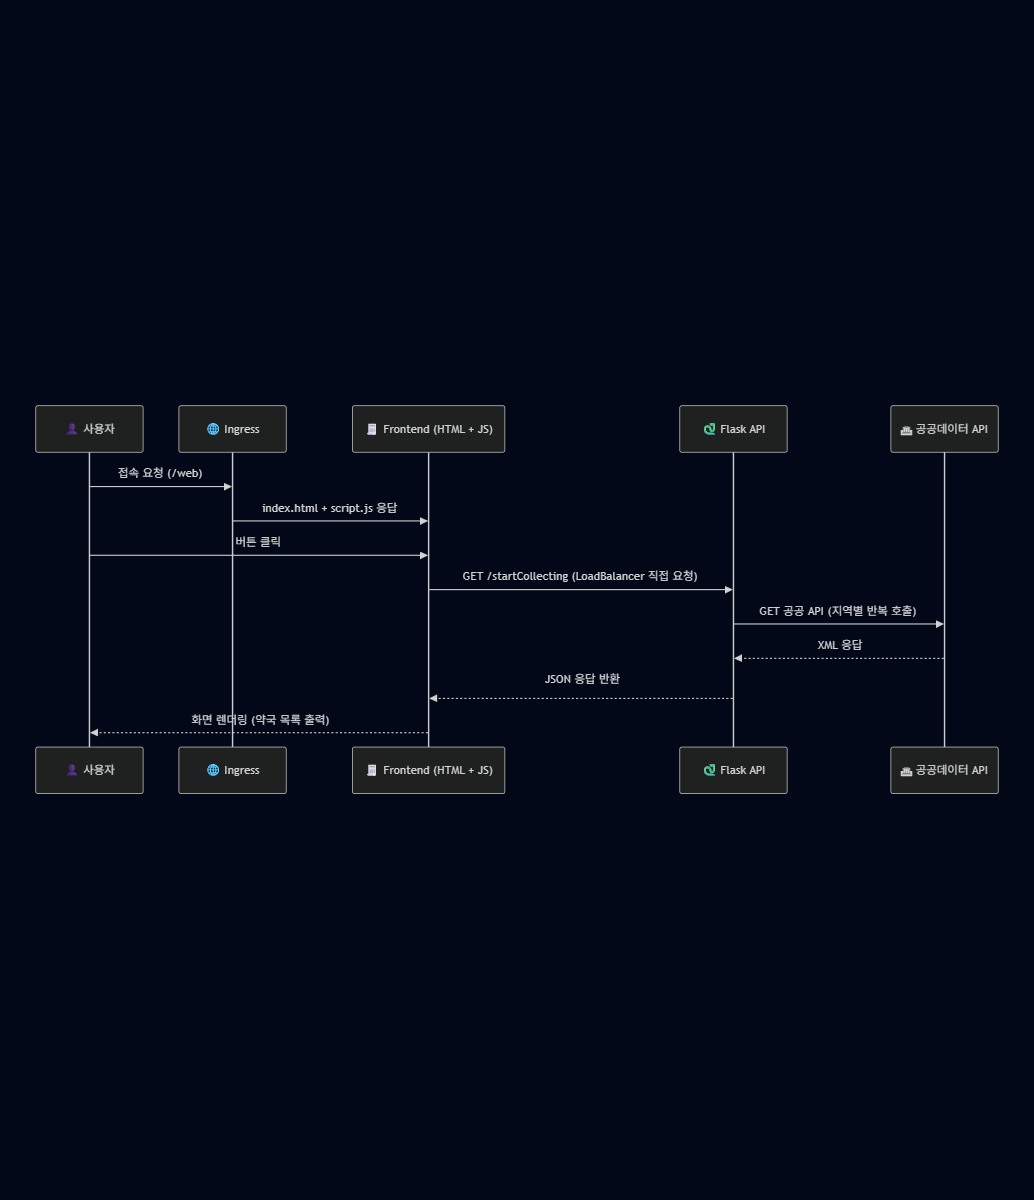 사용자
Ingress
Frontend (HTML + JS)
Flask API
공공데이터 API
접속 요청 (/web)
index.html + script.js 응답
버튼 클릭
GET /startCollecting (LoadBalancer 직접 요청)
GET 공공 API (지역별 반복 호출)
XML 응답
JSON 응답 반환
화면 렌더링 (약국 목록 출력)
사용자
Ingress
Frontend (HTML + JS)
Flask API
공공데이터 API